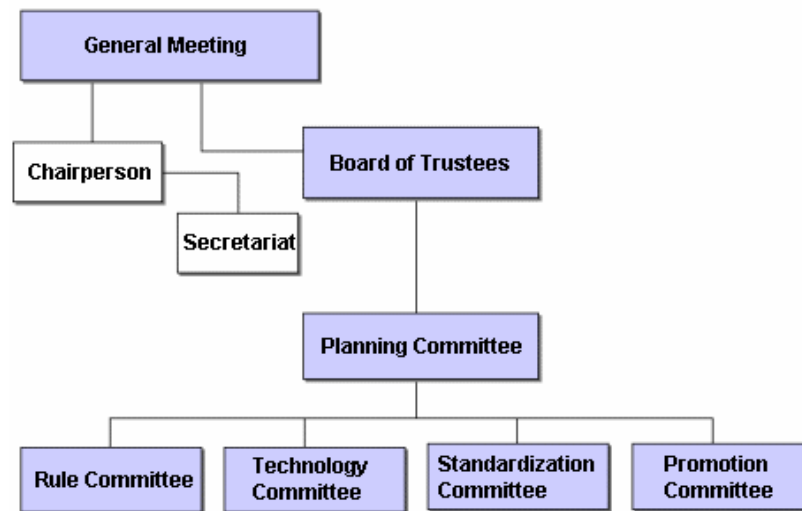 General Meeting
Chairperson
Board of Trustees
Secretariat
Planning Committee
Rule Committee
Technology
Committee
Standardization
Committee
Promotion
Committee